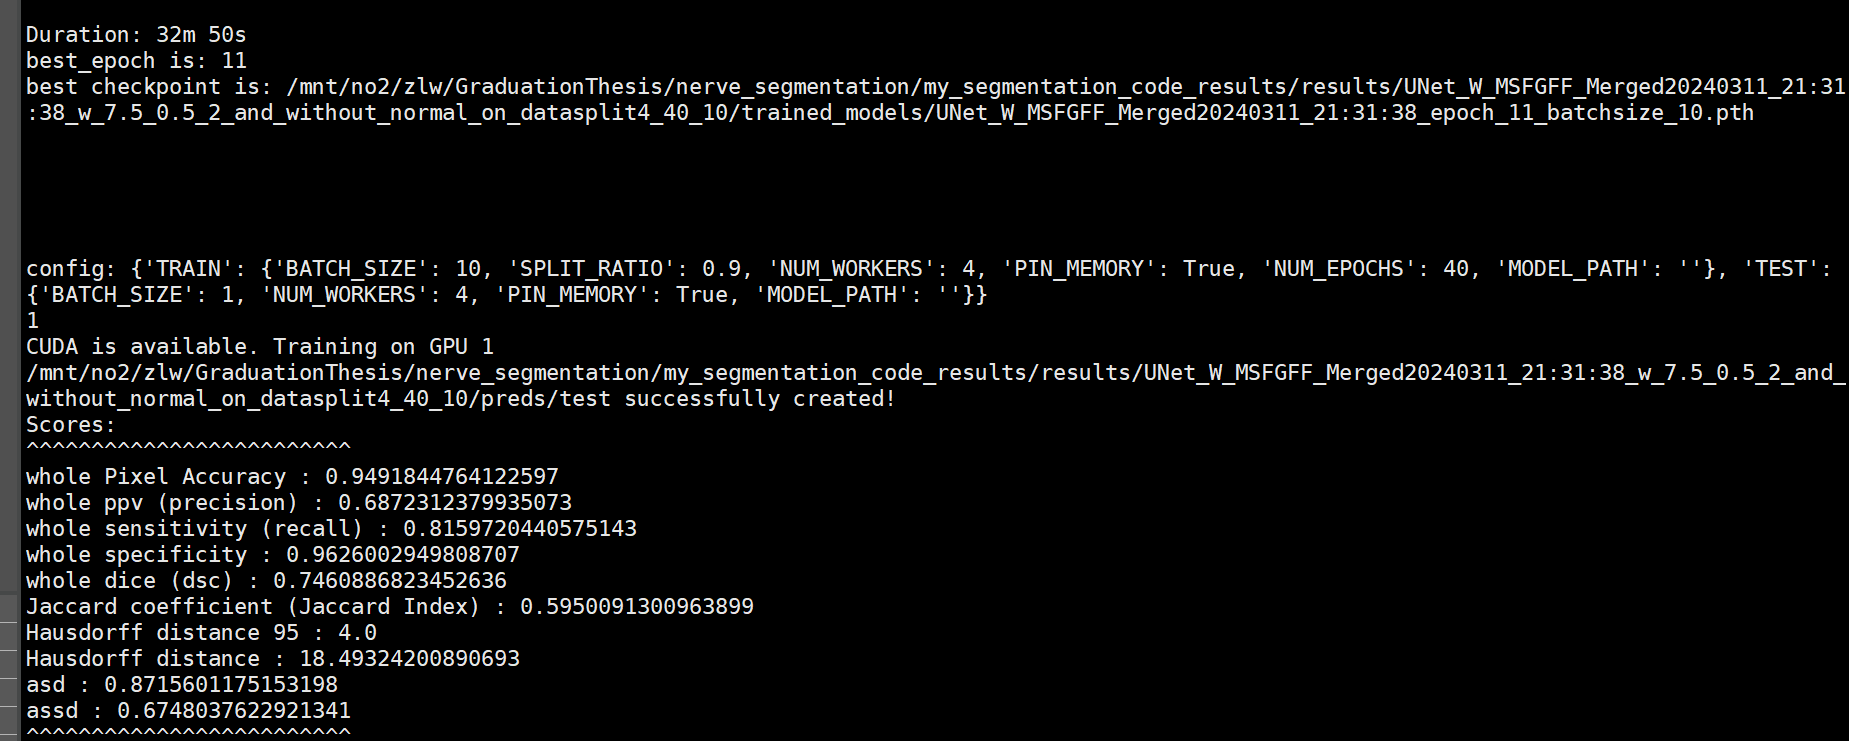 Duration: 32m 50s
best_epoch is: 11
best checkpoint is: /mnt/no2/zlw/GraduationThesis/nerve_segmentation/my_segmentation_code_results/results/UNet_W_MSFGFF_Merged20240311_21:31
:38_w_7.5_0.5_2_and_without_normal_on_datasplit4_40_10/trained_models/UNet_W_MSFGFF_Merged20240311_21:31:38_epoch_11_batchsize_10.pth
config: {'TRAIN': {'BATCH_SIZE': 10, 'SPLIT_RATIO': 0.9, 'NUM_WORKERS': 4, 'PIN_MEMORY': True, 'NUM_EPOCHS': 40, 'MODEL_PATH': ''}, 'TEST':
{'BATCH_SIZE': 1, 'NUM_WORKERS': 4, 'PIN_MEMORY': True, 'MODEL_PATH': ''}}
1
CUDA is available. Training on GPU 1
/mnt/no2/zlw/GraduationThesis/nerve_segmentation/my_segmentation_code_results/results/UNet_W_MSFGFF_Merged20240311_21:31:38_w_7.5_0.5_2_and_
without_normal_on_datasplit4_40_10/preds/test successfully created!
Scores:
^^^^^^^^^^^^^^^^^^^^^^^^^
whole Pixel Accuracy : 0.9491844764122597
whole ppv (precision) : 0.6872312379935073
whole sensitivity (recall) : 0.8159720440575143
whole specificity : 0.9626002949808707
whole dice (dsc) : 0.7460886823452636
Jaccard coefficient (Jaccard Index) : 0.5950091300963899
Hausdorff distance 95 : 4.0
Hausdorff distance : 18.49324200890693
asd : 0.8715601175153198
assd : 0.6748037622921341
^^^^^^^^^^^^^^^^^^^^^^^^^